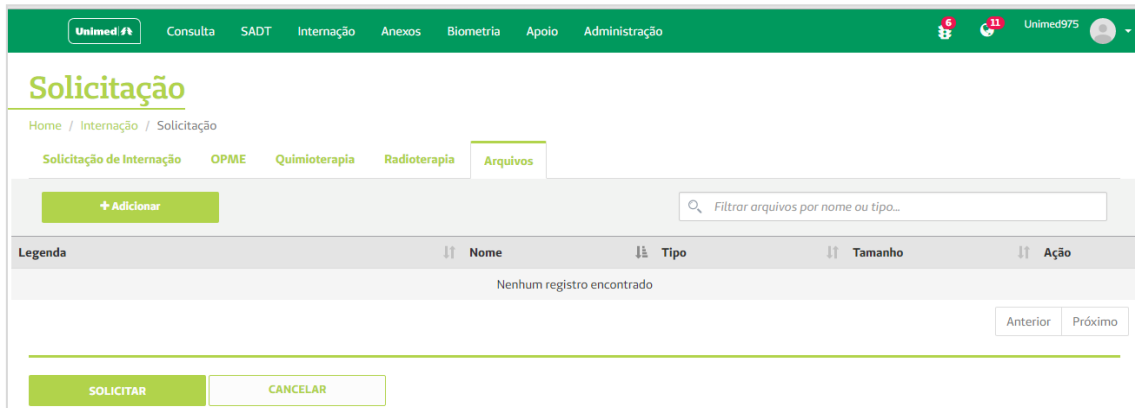 Unimed Consulta SADT Internação Anexos Biometria Apoio Administração 6 11 Unimed975
Solicitação
Home / Internação / Solicitação
Solicitação de Internação OPME Quimioterapia Radioterapia Arquivos
+ Adicionar Filtrar arquivos por nome ou tipo...
Legenda Nome Tipo Tamanho Ação
Nenhum registro encontrado
Anterior Próximo
SOLICITAR CANCELAR